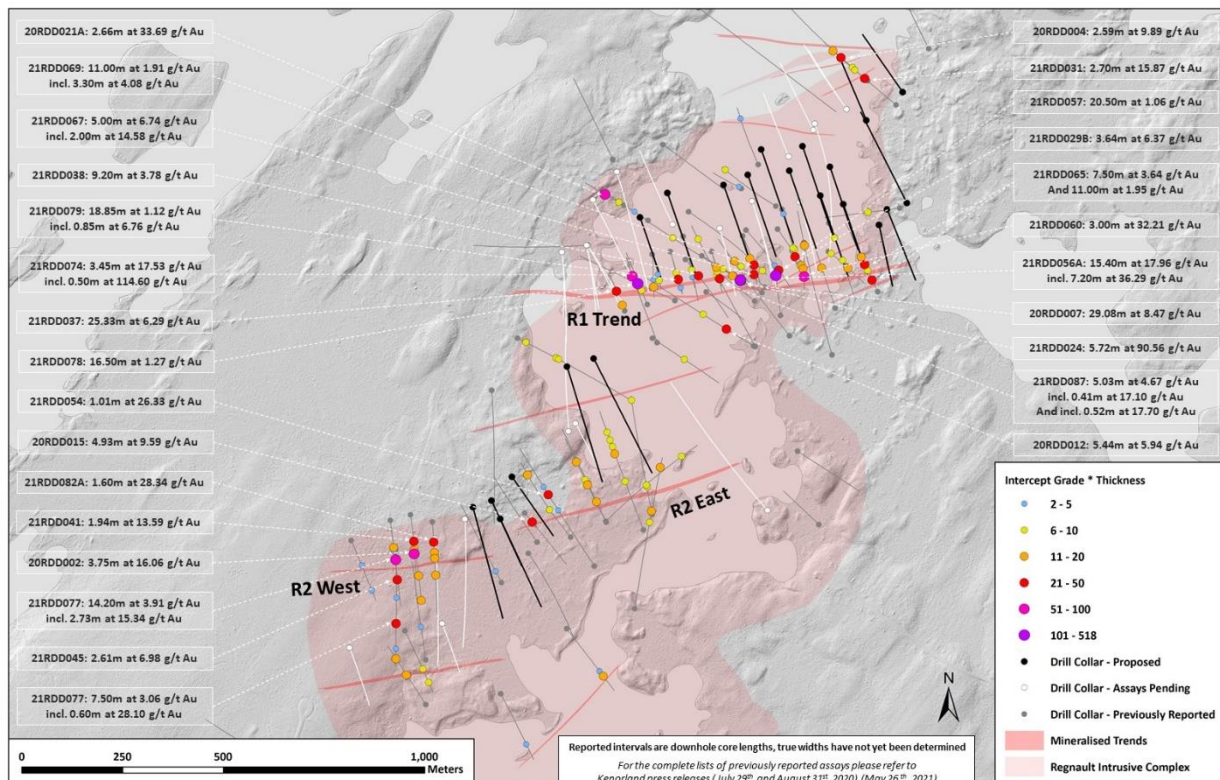 20RDD021A: 2.66m at 33.69 g/t Au
21RDD069: 11.00m at 1.91 g/t Au
incl. 3.30m at 4.08 g/t Au
21RDD067: 5.00m at 6.74 g/t Au
incl. 2.00m at 14.58 g/t Au
21RDD038: 9.20m at 3.78 g/t Au
21RDD079: 18.85m at 1.12 g/t Au
incl. 0.85m at 6.76 g/t Au
21RDD074: 3.45m at 17.53 g/t Au
incl. 0.50m at 114.60 g/t Au
21RDD037: 25.33m at 6.29 g/t Au
21RDD078: 16.50m at 1.27 g/t Au
21RDD054: 1.01m at 26.33 g/t Au
20RDD015: 4.93m at 9.59 g/t Au
21RDD082A: 1.60m at 28.34 g/t Au
21RDD041: 1.94m at 13.59 g/t Au
20RDD002: 3.75m at 16.06 g/t Au
21RDD077: 14.20m at 3.91 g/t Au
incl. 2.73m at 15.34 g/t Au
21RDD045: 2.61m at 6.98 g/t Au
21RDD077: 7.50m at 3.06 g/t Au
incl. 0.60m at 28.10 g/t Au
R1 Trend
R2 East
R2 West
20RDD004: 2.59m at 9.89 g/t Au
21RDD031: 2.70m at 15.87 g/t Au
21RDD057: 20.50m at 1.06 g/t Au
21RDD029B: 3.64m at 6.37 g/t Au
21RDD065: 7.50m at 3.64 g/t Au
And 11.00m at 1.95 g/t Au
21RDD060: 3.00m at 32.21 g/t Au
21RDD056A: 15.40m at 17.96 g/t Au
incl. 7.20m at 36.29 g/t Au
20RDD007: 29.08m at 8.47 g/t Au
21RDD024: 5.72m at 90.56 g/t Au
21RDD087: 5.03m at 4.67 g/t Au
incl. 0.41m at 17.10 g/t Au
And incl. 0.52m at 17.70 g/t Au
20RDD012: 5.44m at 5.94 g/t Au
Intercept Grade * Thickness
2 - 5
6 - 10
11 - 20
21 - 50
51 - 100
101 - 518
Drill Collar - Proposed
Drill Collar - Assays Pending
Drill Collar - Previously Reported
Mineralised Trends
Regnault Intrusive Complex
N
0 250 500 1,000
Meters
Reported intervals are downhole core lengths, true widths have not yet been determined
For the complete lists of previously reported assays please refer to
Kenorland press releases (July 29th, and August 31st, 2020) (May 26th, 2021)